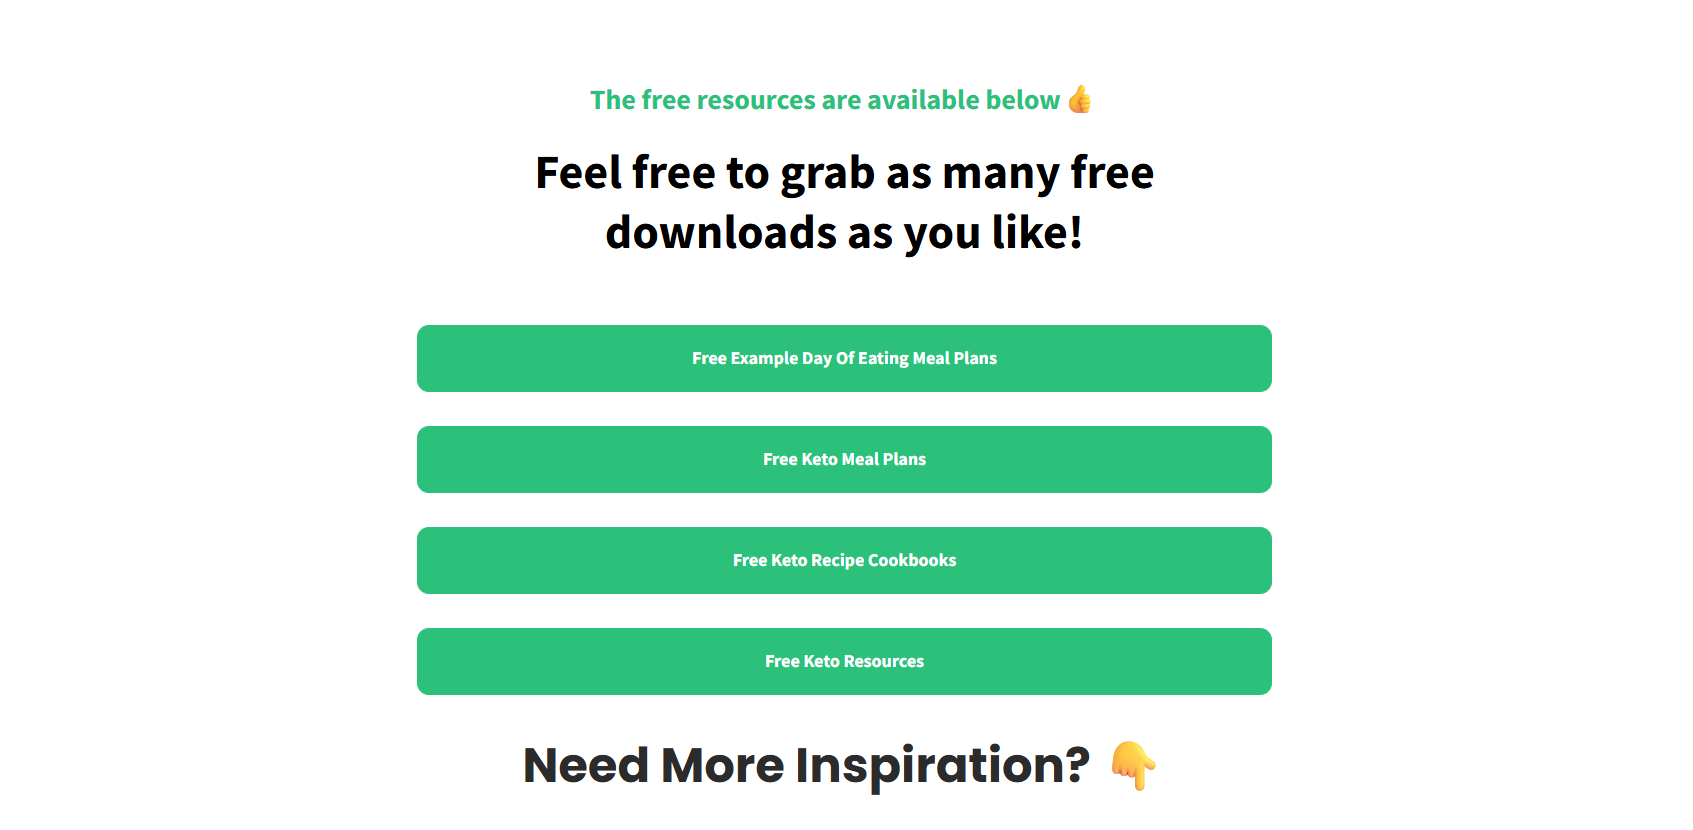 The free resources are available below 👍
Feel free to grab as many free
downloads as you like!
Free Example Day Of Eating Meal Plans
Free Keto Meal Plans
Free Keto Recipe Cookbooks
Free Keto Resources
Need More Inspiration? 👇